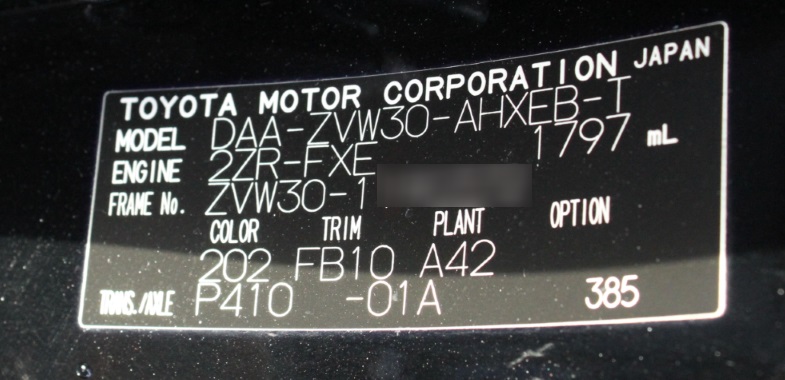 TOYOTA MOTOR CORPORATION JAPAN
MODEL DAA-ZVW30-AHXEB-T
ENGINE 2ZR-FXE 1797 mL
FRAME No. ZVW30-1
COLOR TRIM PLANT OPTION
202 FB10 A42
TRANS./AXLE P410 -01A 385